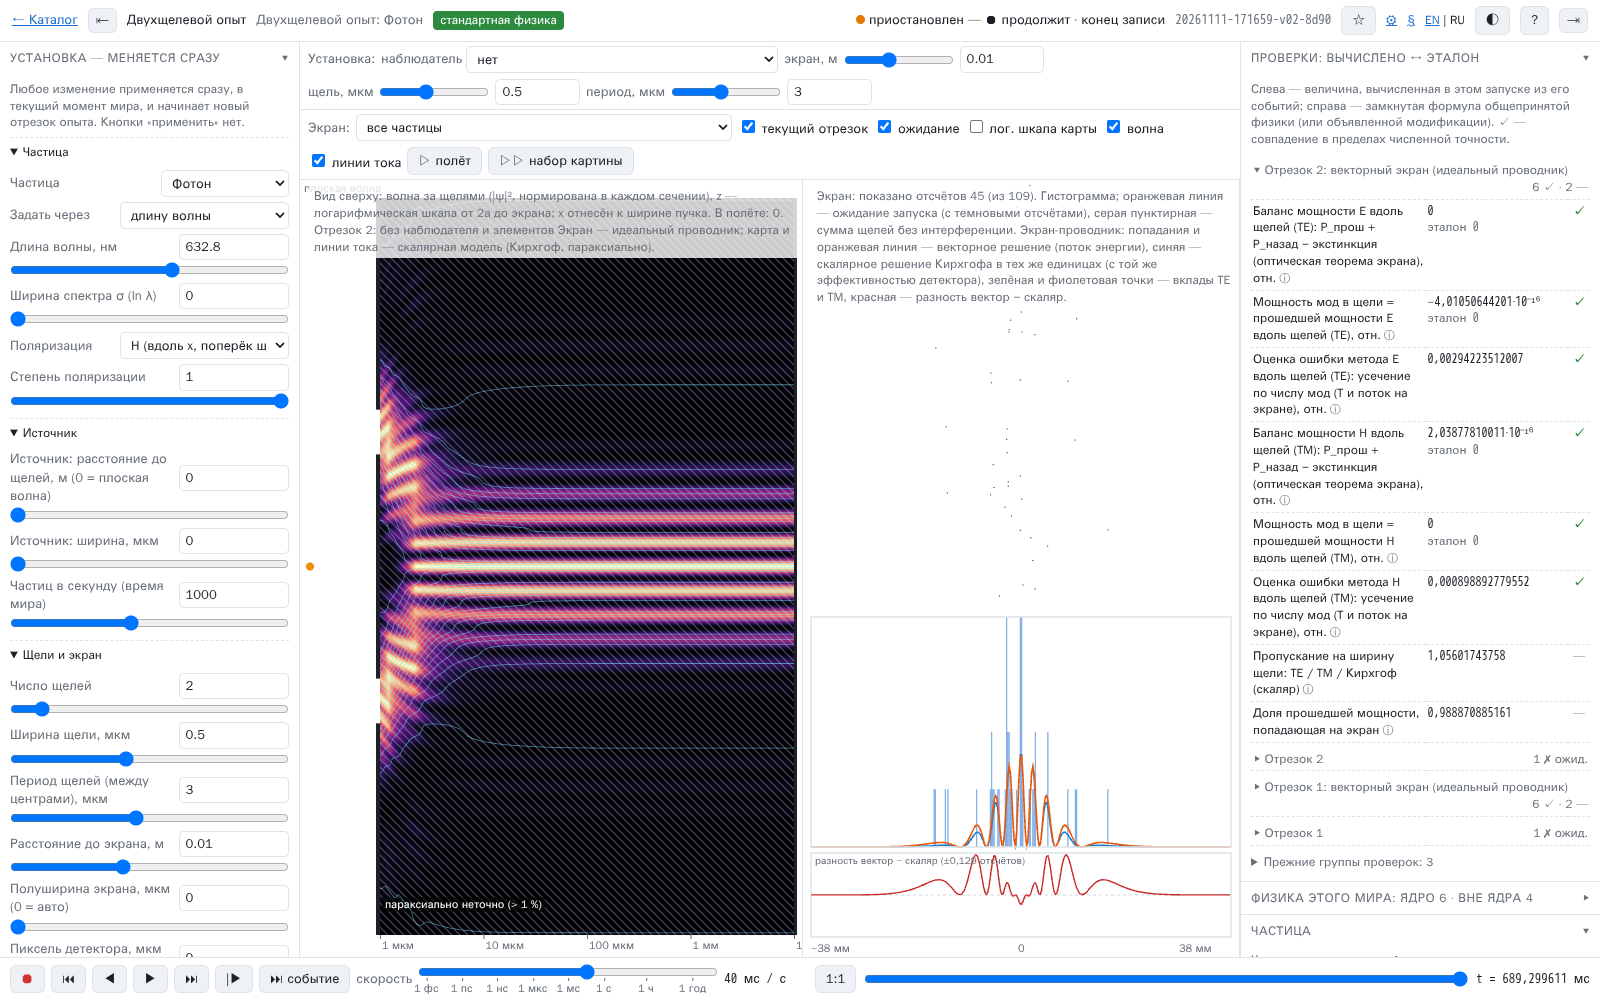 ← Каталог
⇤
Двухщелевой опыт
Двухщелевой опыт: Фотон
стандартная физика
приостановлен — ● продолжит · конец записи
20261111-171659-v02-8d90
☆
⚙
§
EN | RU
?
⇥
УСТАНОВКА — МЕНЯЕТСЯ СРАЗУ
Любое изменение применяется сразу, в
текущий момент мира, и начинает новый
отрезок опыта. Кнопки «применить» нет.
▼ Частица
Частица
Фотон
Задать через
длину волны
Длина волны, нм
632.8
Ширина спектра σ (ln λ)
0
Поляризация
H (вдоль x, поперёк щ
Степень поляризации
1
▼ Источник
Источник: расстояние до
щелей, м (0 = плоская
волна)
0
Источник: ширина, мкм
0
Частиц в секунду (время
мира)
1000
▼ Щели и экран
Число щелей
2
Ширина щели, мкм
0.5
Период щелей (между
центрами), мкм
3
Расстояние до экрана, м
0.01
Полуширина экрана, мкм
(0 = авто)
0
Пиксель детектора, мкм
Установка:
наблюдатель
нет
экран, м
0.01
щель, мкм
0.5
период, мкм
3
Экран:
все частицы
текущий отрезок
ожидание
лог. шкала карты
волна
линии тока
▷ полёт
▷▷ набор картины
плоская волна
Вид сверху: волна за щелями (|ψ|², нормирована в каждом сечении), z —
логарифмическая шкала от 2a до экрана; x отнесён к ширине пучка. В полёте: 0.
Отрезок 2: без наблюдателя и элементов Экран — идеальный проводник; карта и
линии тока — скалярная модель (Кирхгоф, параксиально).
параксиально неточно (> 1 %)
1 мкм
10 мкм
100 мкм
1 мм
1
Экран: показано отсчётов 45 (из 109). Гистограмма; оранжевая линия
— ожидание запуска (с темновыми отсчётами), серая пунктирная —
сумма щелей без интерференции. Экран-проводник: попадания и
оранжевая линия — векторное решение (поток энергии), синяя —
скалярное решение Кирхгофа в тех же единицах (с той же
эффективностью детектора), зелёная и фиолетовая точки — вклады TE
и TM, красная — разность вектор − скаляр.
разность вектор − скаляр (±0,129 отсчётов)
−38 мм
0
38 мм
ПРОВЕРКИ: ВЫЧИСЛЕНО ↔ ЭТАЛОН
Слева — величина, вычисленная в этом запуске из его
событий; справа — замкнутая формула общепринятой
физики (или объявленной модификации). ✓ —
совпадение в пределах численной точности.
▾ Отрезок 2: векторный экран (идеальный проводник)
6 ✓ · 2 —
Баланс мощности E вдоль
щелей (TE): P_прош +
P_назад − экстинкция
(оптическая теорема экрана),
отн. ⓘ
0
эталон 0
✓
Мощность мод в щели =
прошедшей мощности E
вдоль щелей (TE), отн. ⓘ
−4,01050644201·10⁻¹⁶
эталон 0
✓
Оценка ошибки метода E
вдоль щелей (TE): усечение
по числу мод (T и поток на
экране), отн. ⓘ
0,00294223512007
✓
Баланс мощности H вдоль
щелей (TM): P_прош +
P_назад − экстинкция
(оптическая теорема экрана),
отн. ⓘ
2,03877810011·10⁻¹⁶
эталон 0
✓
Мощность мод в щели =
прошедшей мощности H
вдоль щелей (TM), отн. ⓘ
0
эталон 0
✓
Оценка ошибки метода H
вдоль щелей (TM): усечение
по числу мод (T и поток на
экране), отн. ⓘ
0,000898892779552
✓
Пропускание на ширину
щели: TE / TM / Кирхгоф
(скаляр) ⓘ
1,05601743758
—
Доля прошедшей мощности,
попадающая на экран ⓘ
0,988870885161
—
▸ Отрезок 2
1 ✗ ожид.
▸ Отрезок 1: векторный экран (идеальный проводник)
6 ✓ · 2 —
▸ Отрезок 1
1 ✗ ожид.
▶ Прежние группы проверок: 3
ФИЗИКА ЭТОГО МИРА: ЯДРО 6 · ВНЕ ЯДРА 4
ЧАСТИЦА
⏭ событие
скорость
1 фс
1 пс
1 нс
1 мкс
1 мс
1 с
1 ч
1 год
40 мс / с
1:1
t = 689,299611 мс